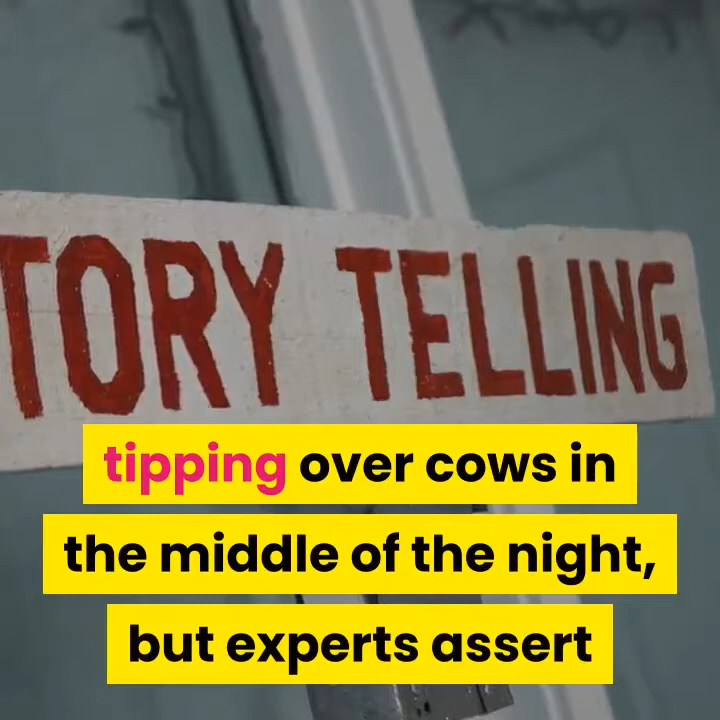 TORY TELLING
tipping over cows in
the middle of the night,
but experts assert